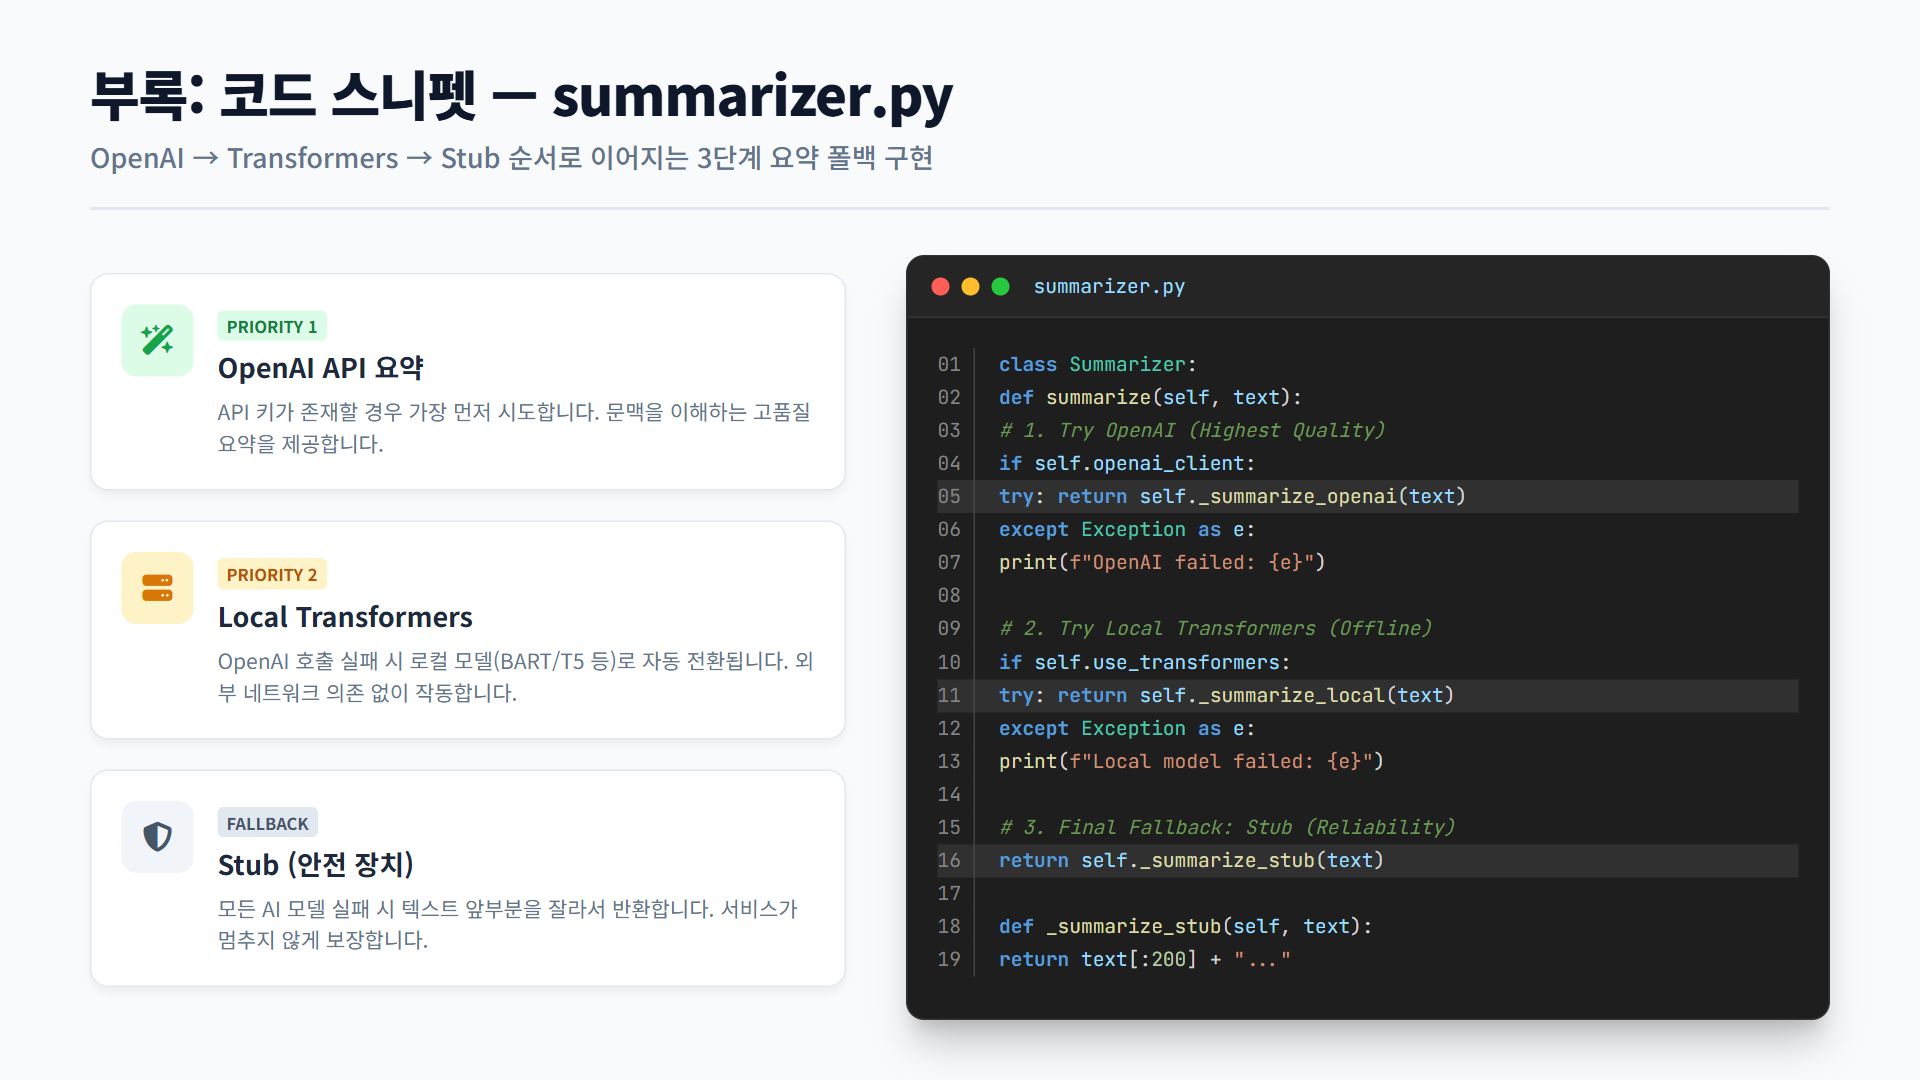 부록: 코드 스니펫 — summarizer.py
OpenAI → Transformers → Stub 순서로 이어지는 3단계 요약 폴백 구현
PRIORITY 1
OpenAI API 요약
API 키가 존재할 경우 가장 먼저 시도합니다. 문맥을 이해하는 고품질
요약을 제공합니다.
PRIORITY 2
Local Transformers
OpenAI 호출 실패 시 로컬 모델(BART/T5 등)로 자동 전환됩니다. 외
부 네트워크 의존 없이 작동합니다.
FALLBACK
Stub (안전 장치)
모든 AI 모델 실패 시 텍스트 앞부분을 잘라서 반환합니다. 서비스가
멈추지 않게 보장합니다.
summarizer.py
01 class Summarizer:
02 def summarize(self, text):
03 # 1. Try OpenAI (Highest Quality)
04 if self.openai_client:
05 try: return self._summarize_openai(text)
06 except Exception as e:
07 print(f"OpenAI failed: {e}")
08
09 # 2. Try Local Transformers (Offline)
10 if self.use_transformers:
11 try: return self._summarize_local(text)
12 except Exception as e:
13 print(f"Local model failed: {e}")
14
15 # 3. Final Fallback: Stub (Reliability)
16 return self._summarize_stub(text)
17
18 def _summarize_stub(self, text):
19 return text[:200] + "..."